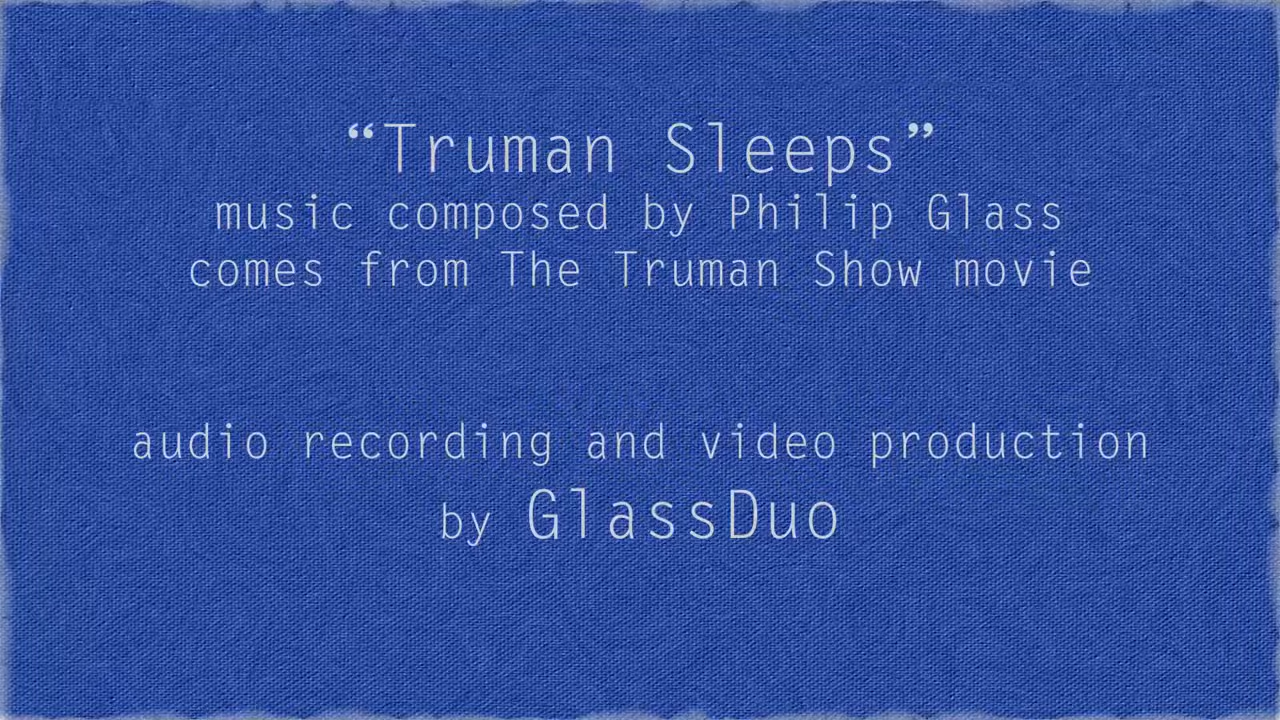 “Truman Sleeps”
music composed by Philip Glass
comes from The Truman Show movie
audio recording and video production
by GlassDuo